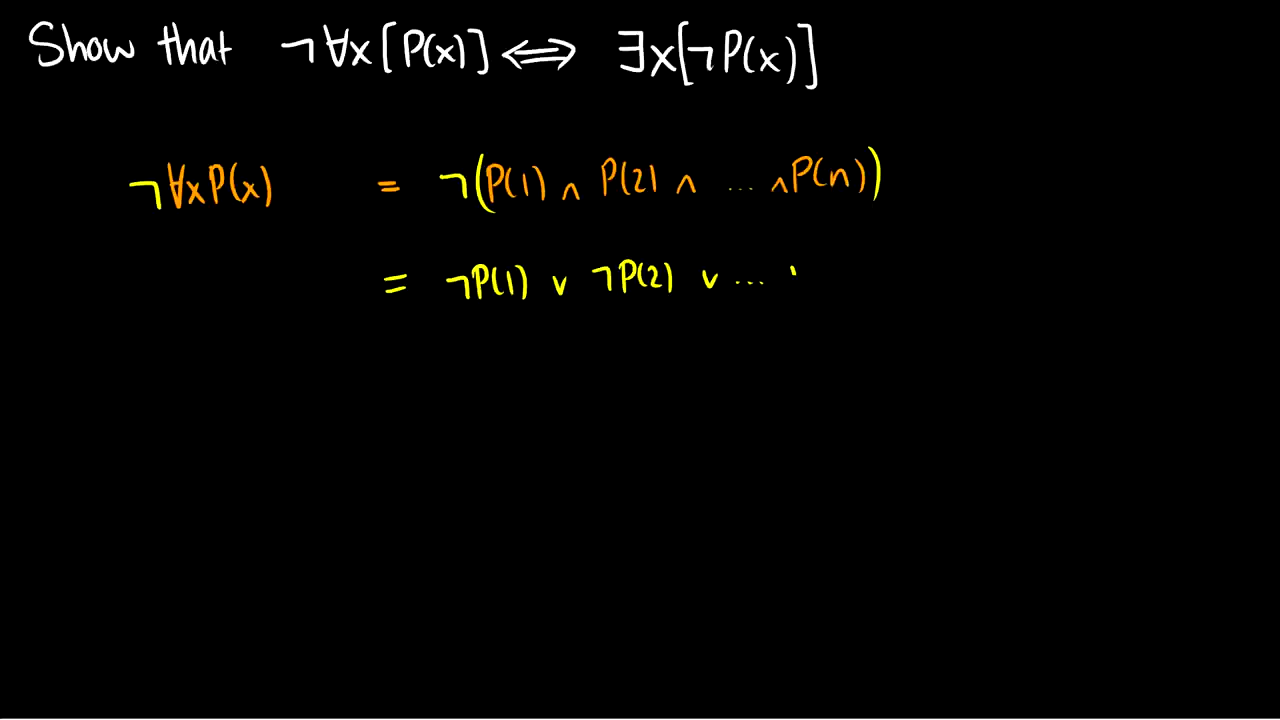 Show that ¬∀x[P(x)] ⟺ ∃x[¬P(x)]
¬∀xP(x) = ¬(P(1) ∧ P(2) ∧ ... ∧P(n))
= ¬P(1) ∨ ¬P(2) ∨ ...